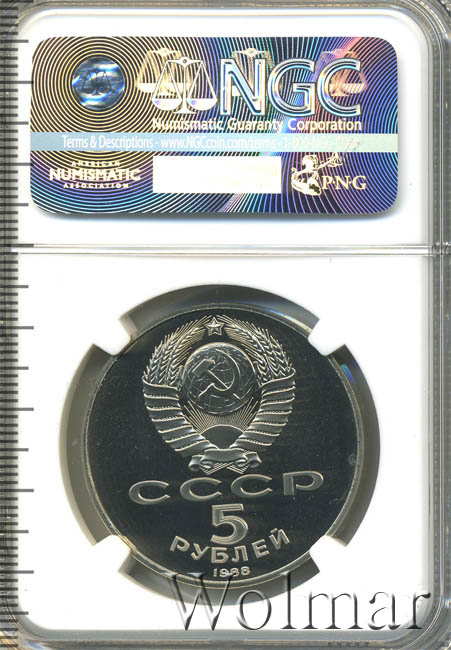 NGC
Numismatic Guaranty Corporation
Terms & Descriptions - www.NGCcoin.com/terms
AMERICAN
NUMISMATIC
ASSOCIATION
PNG
СССР
5
РУБЛЕЙ
1988
Wolmar